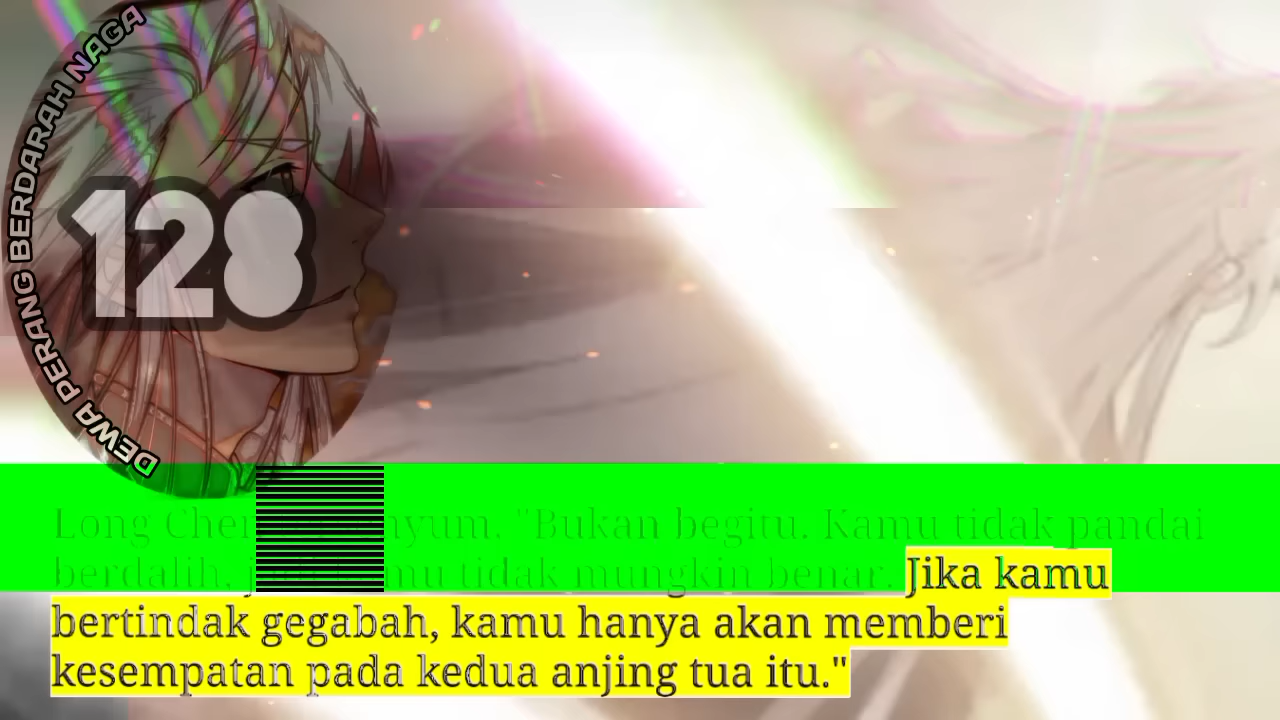 DEWA PERANG BERDARAH NAGA
128
Long Chen tersenyum. "Bukan begitu. Kamu tidak pandai
berdalih, jadi kamu tidak mungkin benar. Jika kamu
bertindak gegabah, kamu hanya akan memberi
kesempatan pada kedua anjing tua itu."